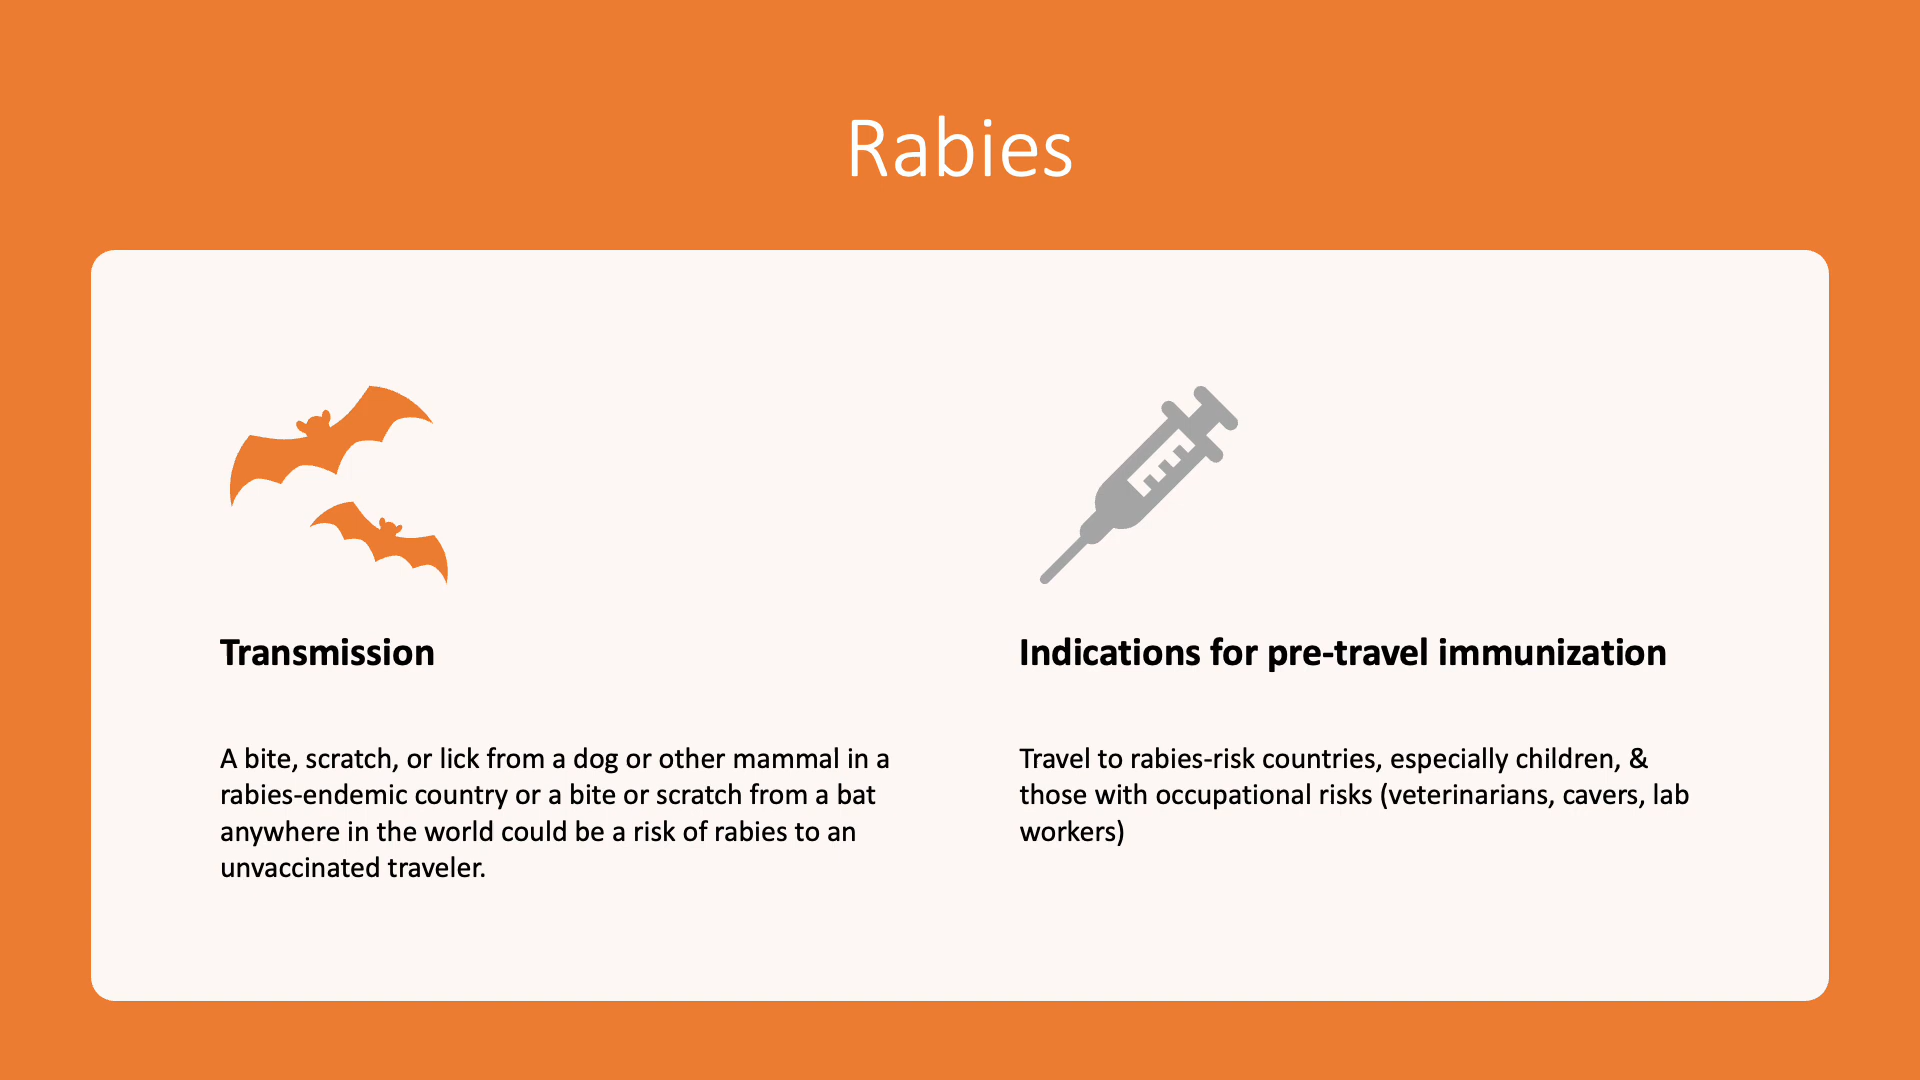 Rabies
Transmission
A bite, scratch, or lick from a dog or other mammal in a
rabies-endemic country or a bite or scratch from a bat
anywhere in the world could be a risk of rabies to an
unvaccinated traveler.
Indications for pre-travel immunization
Travel to rabies-risk countries, especially children, &
those with occupational risks (veterinarians, cavers, lab
workers)